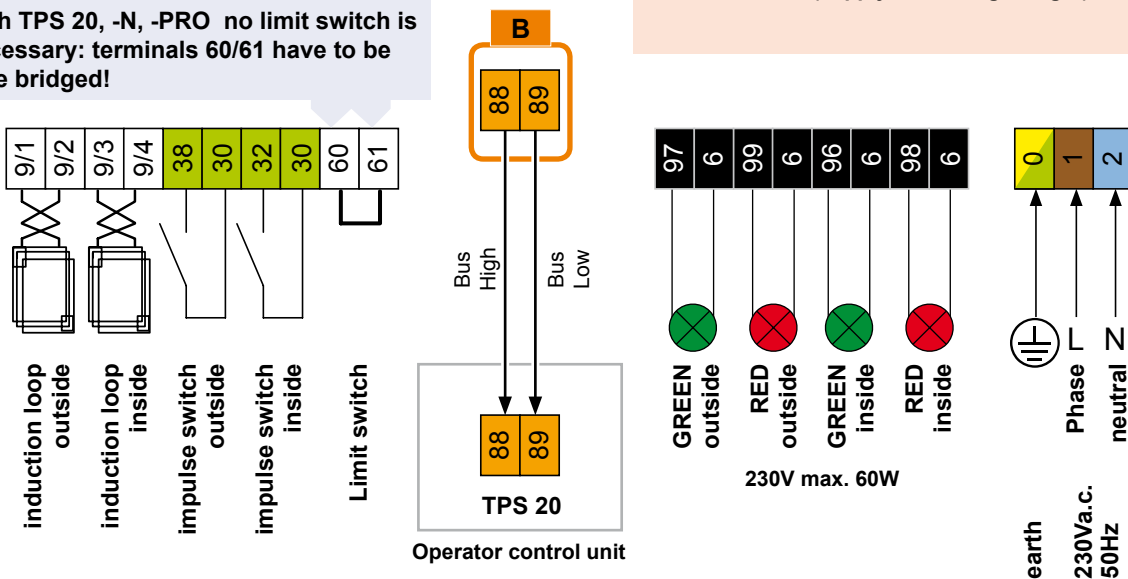 TPS 20, -N, -PRO no limit switch is
necessary: terminals 60/61 have to be
bridged!
B
88 89
9/1 9/2 9/3 9/4 38 30 32 30 60 61
97 6 99 6 96 6 98 6
0 1 2
Bus
High
Bus
Low
L N
induction loop
outside
induction loop
inside
impulse switch
outside
impulse switch
inside
Limit switch
88 89
TPS 20
Operator control unit
GREEN
outside
RED
outside
GREEN
inside
RED
inside
230V max. 60W
Phase
neutral
earth
230Va.c.
50Hz